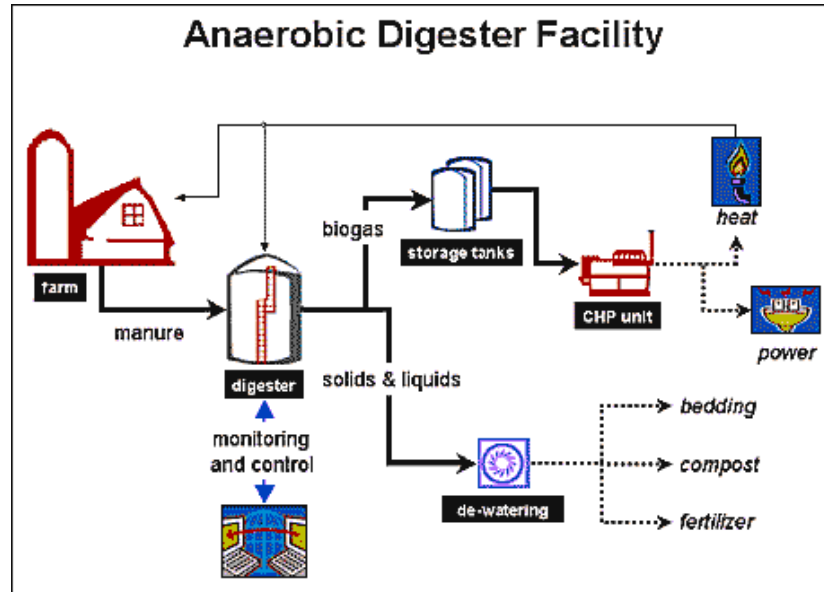 Anaerobic Digester Facility
heat
biogas
storage tanks
farm
CHP unit
manure
power
digester
solids & liquids
bedding
monitoring
and control
compost
de-watering
fertilizer